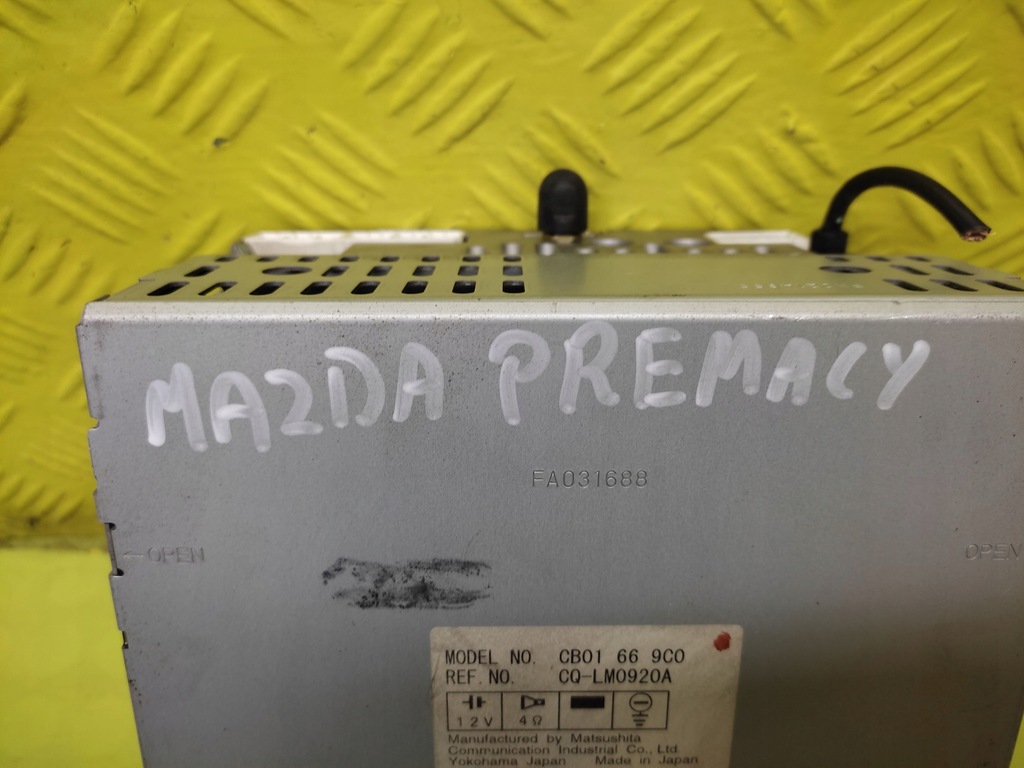 MAZDA PREMACY
FA031688
←OPEN
OPEN
MODEL NO. CB01 66 9C0
REF. NO. CQ-LM0920A
12V 4Ω
Manufactured by Matsushita
Communication Industrial Co., Ltd
Yokohama Japan Made in Japan